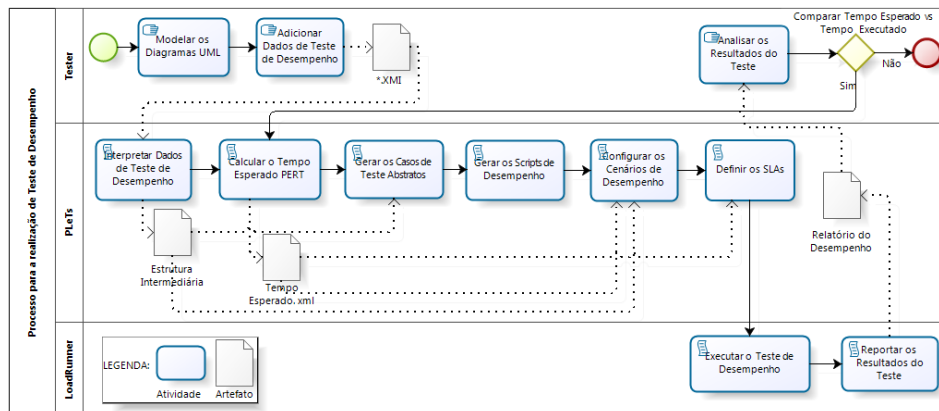 Processo para a realização de Teste de Desempenho
Tester
Modelar os
Diagramas UML
Adicionar
Dados de Teste
de Desempenho
*.XMI
Analisar os
Resultados do
Teste
Comparar Tempo Esperado vs
Tempo Executado
Não
Sim
PLeTs
Interpretar Dados
de Teste de
Desempenho
Calcular o Tempo
Esperado PERT
Gerar os Casos de
Teste Abstratos
Gerar os Scripts de
Desempenho
Configurar os
Cenários de
Desempenho
Definir os SLAs
Estrutura
Intermediária
Tempo
Esperado.xml
Relatório do
Desempenho
LoadRunner
LEGENDA:
Atividade
Artefato
Executar o Teste de
Desempenho
Reportar os
Resultados do
Teste